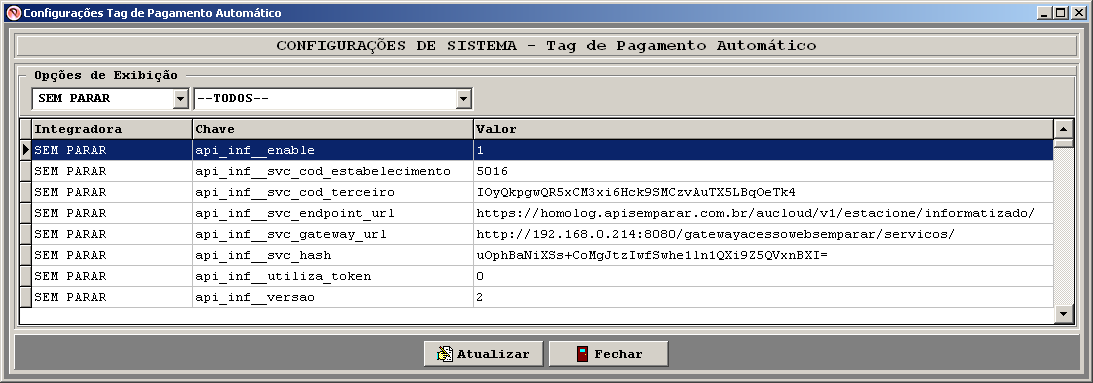 Configurações Tag de Pagamento Automático
CONFIGURAÇÕES DE SISTEMA - Tag de Pagamento Automático
Opções de Exibição
SEM PARAR --TODOS--
Integradora Chave Valor
SEM PARAR api_inf__enable 1
SEM PARAR api_inf__svc_cod_estabelecimento 5016
SEM PARAR api_inf__svc_cod_terceiro IOyQkpgwQR5xCM3xi6Hck9SMCzvAuTX5LBqOeTk4
SEM PARAR api_inf__svc_endpoint_url https://homolog.apisemparar.com.br/aucloud/v1/estacione/informatizado/
SEM PARAR api_inf__svc_gateway_url http://192.168.0.214:8080/gatewayacessowebsemparar/servicos/
SEM PARAR api_inf__svc_hash uOphBaNiXSs+CoMgJtzIwfSwhe1ln1QXi9Z5QVxnBXI=
SEM PARAR api_inf__utiliza_token 0
SEM PARAR api_inf__versao 2
Atualizar Fechar